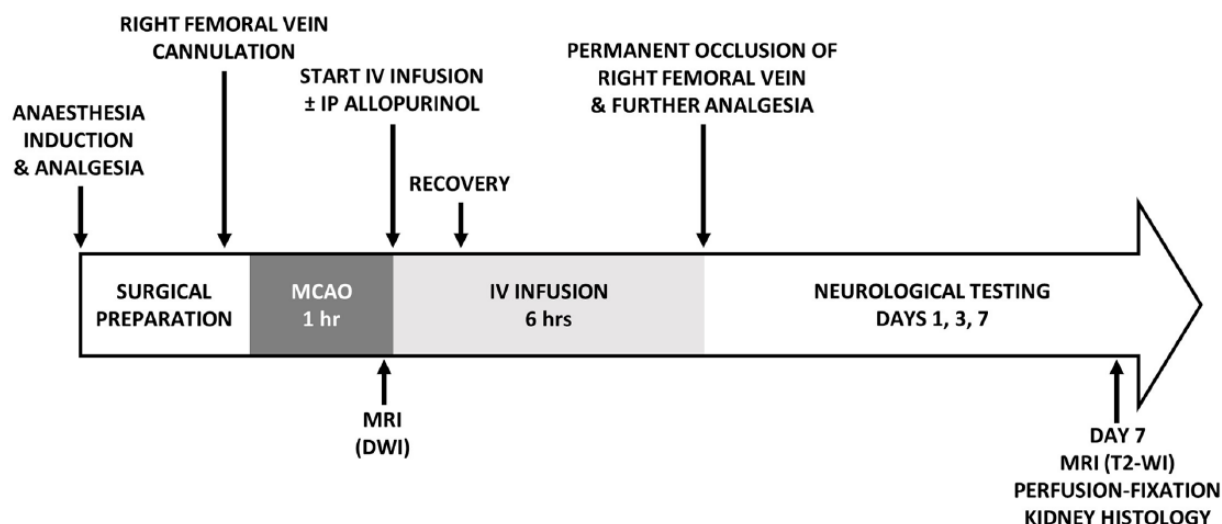 RIGHT FEMORAL VEIN
CANNULATION
PERMANENT OCCLUSION OF
RIGHT FEMORAL VEIN
& FURTHER ANALGESIA
START IV INFUSION
± IP ALLOPURINOL
ANAESTHESIA
INDUCTION
& ANALGESIA
RECOVERY
SURGICAL
PREPARATION
MCAO
1 hr
IV INFUSION
6 hrs
NEUROLOGICAL TESTING
DAYS 1, 3, 7
MRI
(DWI)
DAY 7
MRI (T2-WI)
PERFUSION-FIXATION
KIDNEY HISTOLOGY